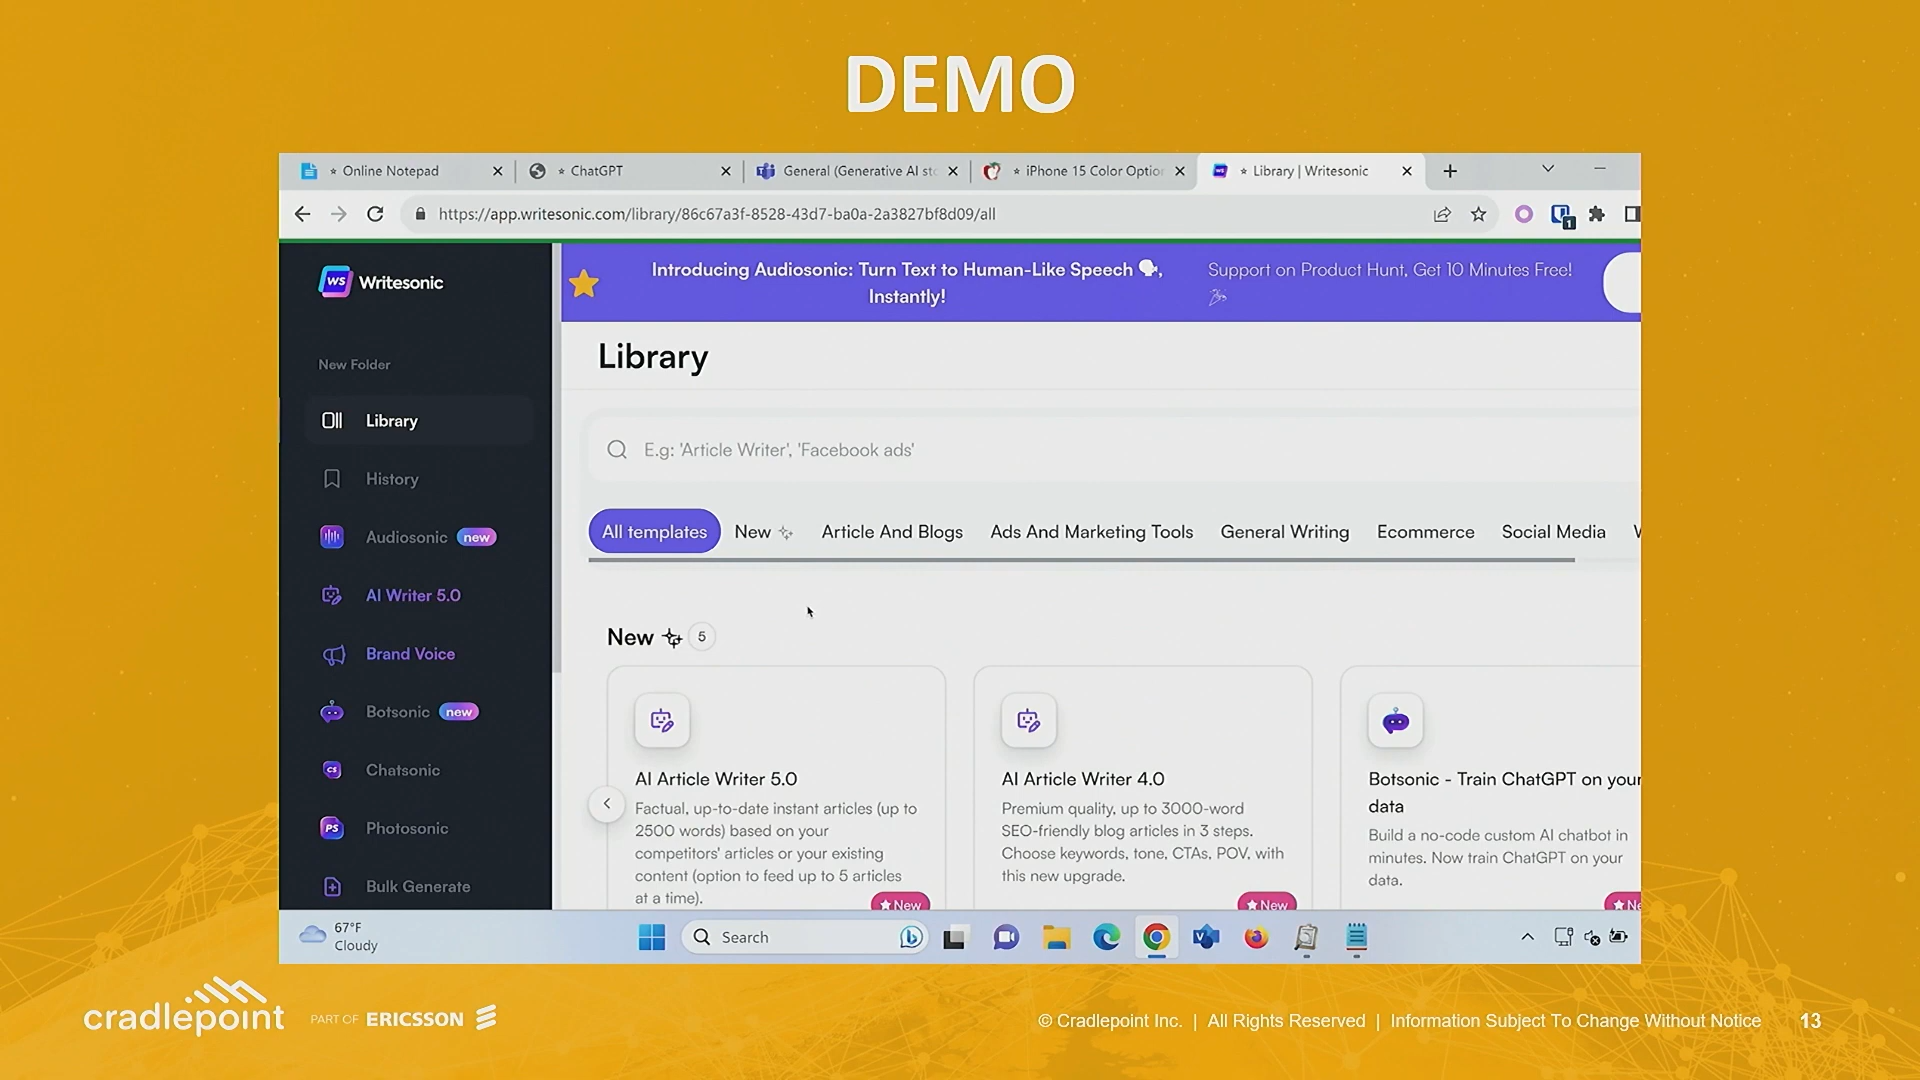 DEMO
Online Notepad
ChatGPT
General (Generative AI stc
iPhone 15 Color Option
Library | Writesonic
https://app.writesonic.com/library/86c67a3f-8528-43d7-ba0a-2a3827bf8d09/all
1
WS Writesonic
Introducing Audiosonic: Turn Text to Human-Like Speech 🗣️,
Instantly!
Support on Product Hunt, Get 10 Minutes Free!
New Folder
Library
History
Audiosonic new
AI Writer 5.0
Brand Voice
Botsonic new
CS Chatsonic
PS Photosonic
Bulk Generate
Library
E.g: 'Article Writer', 'Facebook ads'
All templates New Article And Blogs Ads And Marketing Tools General Writing Ecommerce Social Media
New 5
AI Article Writer 5.0
Factual, up-to-date instant articles (up to
2500 words) based on your
competitors' articles or your existing
content (option to feed up to 5 articles
at a time).
New
AI Article Writer 4.0
Premium quality, up to 3000-word
SEO-friendly blog articles in 3 steps.
Choose keywords, tone, CTAs, POV, with
this new upgrade.
New
Botsonic - Train ChatGPT on your
data
Build a no-code custom AI chatbot in
minutes. Now train ChatGPT on your
data.
Ne
67°F
Cloudy
Search
cradlepoint PART OF ERICSSON
© Cradlepoint Inc. | All Rights Reserved | Information Subject To Change Without Notice 13